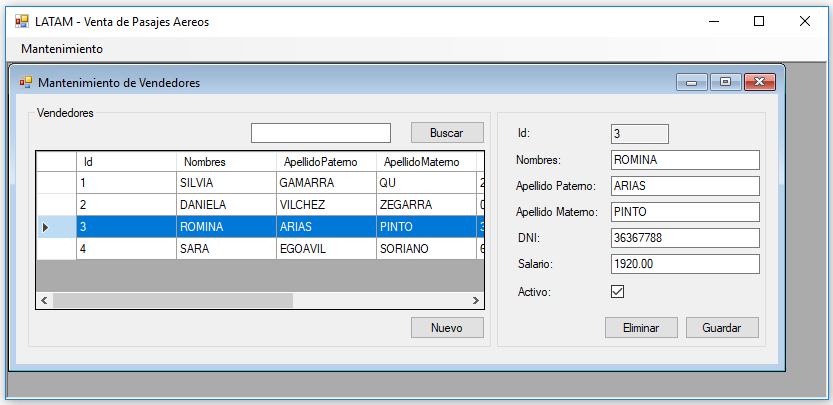 LATAM - Venta de Pasajes Aereos
Mantenimiento
Mantenimiento de Vendedores
Vendedores
Buscar
Id Nombres ApellidoPaterno ApellidoMaterno
1 SILVIA GAMARRA QU 2
2 DANIELA VILCHEZ ZEGARRA 0
3 ROMINA ARIAS PINTO 3
4 SARA EGOAVIL SORIANO 6
Nuevo
Id: 3
Nombres: ROMINA
Apellido Paterno: ARIAS
Apellido Materno: PINTO
DNI: 36367788
Salario: 1920.00
Activo:
Eliminar Guardar